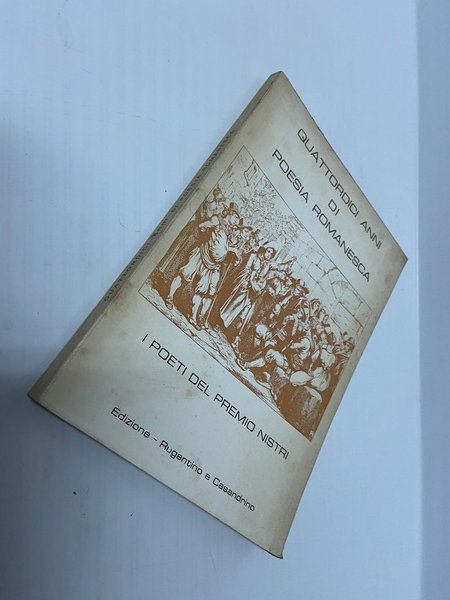 QUATTORDICI ANNI
DI
POESIA ROMANESCA
I POETI DEL PREMIO NISTRI
Edizione - Rugantino e Casandrino